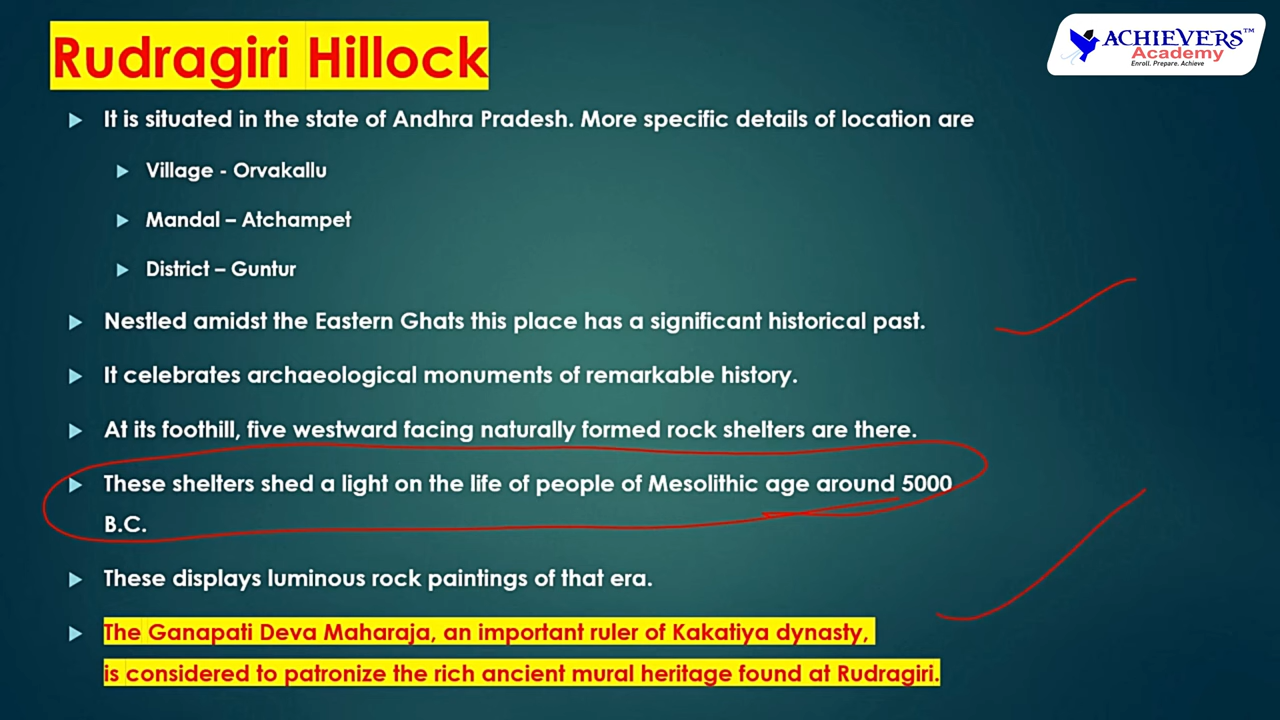 Rudragiri Hillock
ACHIEVERS™
Academy
Enroll. Prepare. Achieve
It is situated in the state of Andhra Pradesh. More specific details of location are
Village - Orvakallu
Mandal – Atchampet
District – Guntur
Nestled amidst the Eastern Ghats this place has a significant historical past.
It celebrates archaeological monuments of remarkable history.
At its foothill, five westward facing naturally formed rock shelters are there.
These shelters shed a light on the life of people of Mesolithic age around 5000
B.C.
These displays luminous rock paintings of that era.
The Ganapati Deva Maharaja, an important ruler of Kakatiya dynasty,
is considered to patronize the rich ancient mural heritage found at Rudragiri.